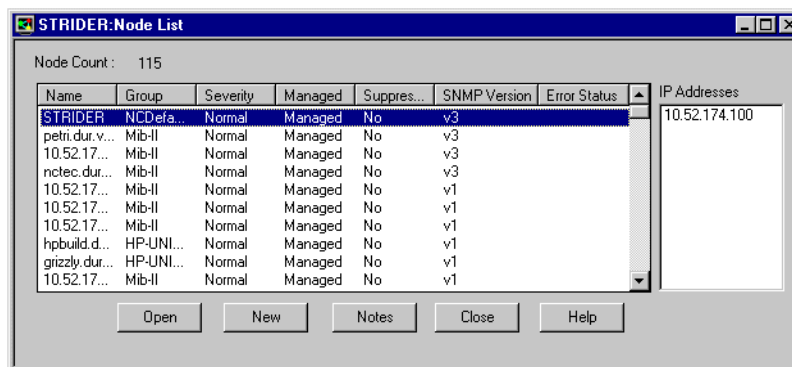 STRIDER:Node List
Node Count : 115
Name Group Severity Managed Suppres... SNMP Version Error Status IP Addresses
STRIDER NCDefa... Normal Managed No v3 10.52.174.100
petri.dur.v... Mib-II Normal Managed No v3
10.52.17... Mib-II Normal Managed No v3
nctec.dur... Mib-II Normal Managed No v3
10.52.17... Mib-II Normal Managed No v1
10.52.17... Mib-II Normal Managed No v1
10.52.17... Mib-II Normal Managed No v1
hpbuild.d... HP-UNI... Normal Managed No v1
grizzly.dur... HP-UNI... Normal Managed No v1
10.52.17... Mib-II Normal Managed No v1
Open New Notes Close Help